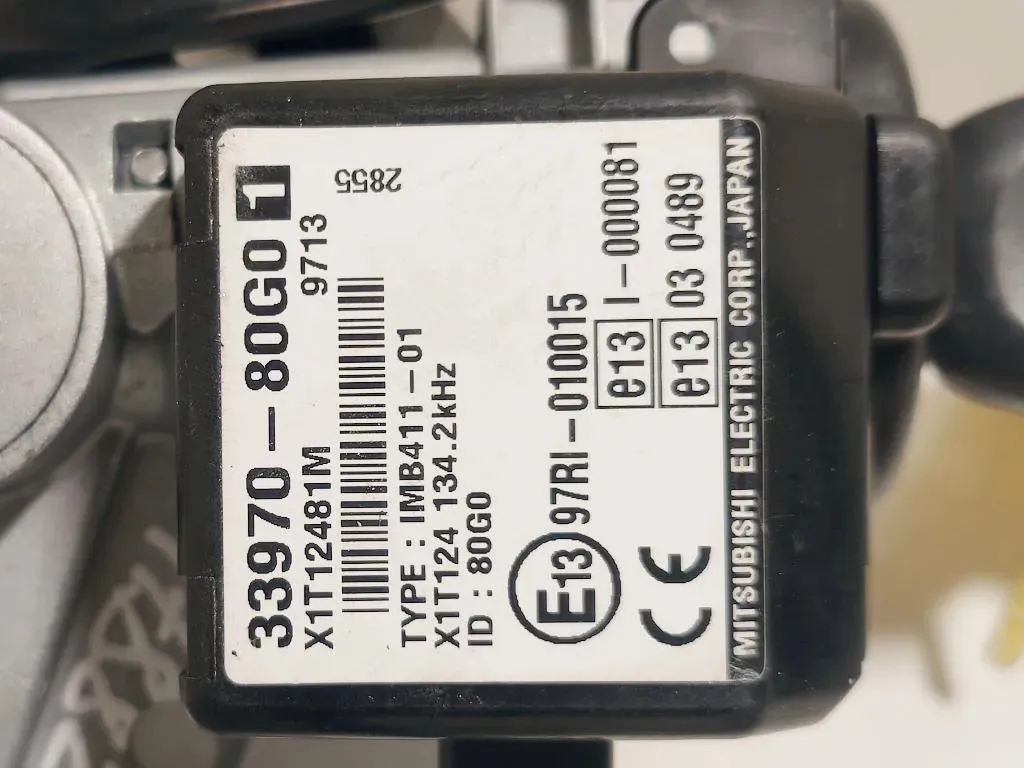 33970-80G0 1
X1T12481M 9713
2855
TYPE : IMB411-01
X1T124 134.2kHz
ID : 80G0
E13 97RI-010015
e13 I-000081
CE e13 03 0489
MITSUBISHI ELECTRIC CORP., JAPAN